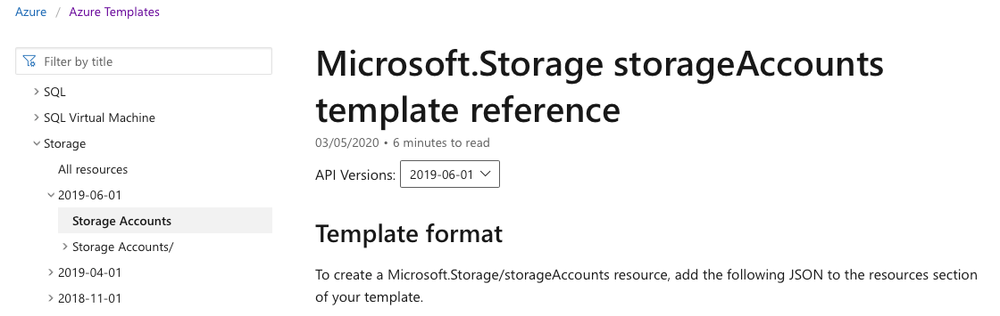 Azure / Azure Templates
Filter by title
SQL
SQL Virtual Machine
Storage
All resources
2019-06-01
Storage Accounts
Storage Accounts/
2019-04-01
2018-11-01
Microsoft.Storage storageAccounts
template reference
03/05/2020 • 6 minutes to read
API Versions: 2019-06-01
Template format
To create a Microsoft.Storage/storageAccounts resource, add the following JSON to the resources section
of your template.